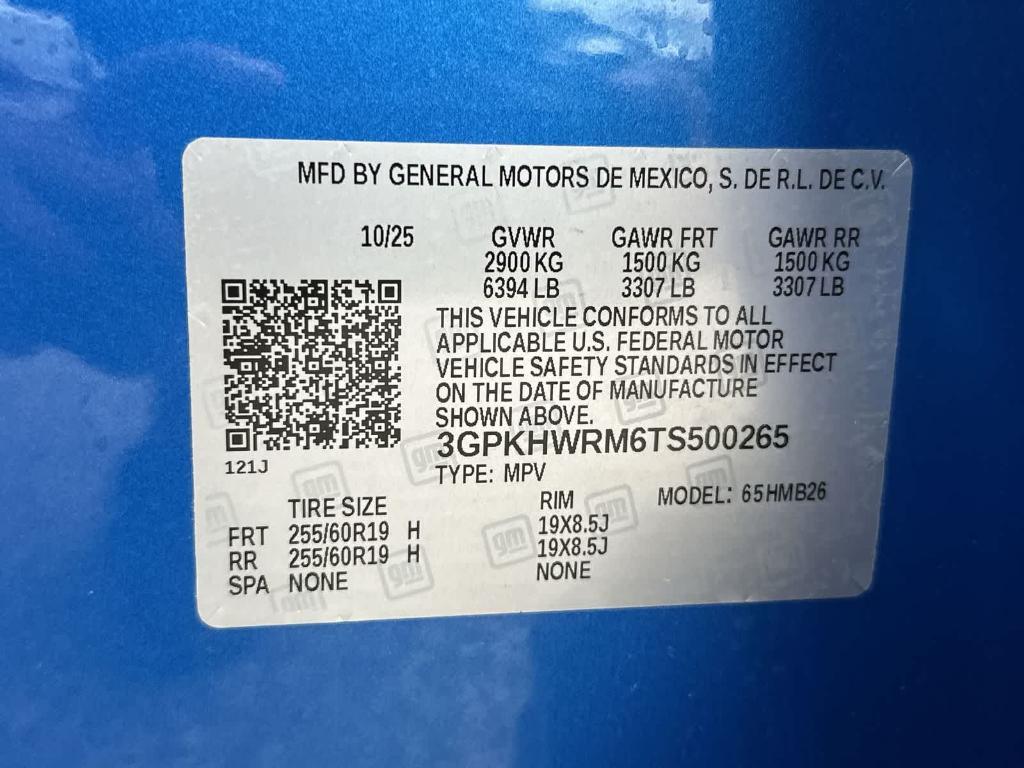 MFD BY GENERAL MOTORS DE MEXICO, S. DE R.L. DE C.V.
10/25 GVWR GAWR FRT GAWR RR
2900 KG 1500 KG 1500 KG
6394 LB 3307 LB 3307 LB
THIS VEHICLE CONFORMS TO ALL
APPLICABLE U.S. FEDERAL MOTOR
VEHICLE SAFETY STANDARDS IN EFFECT
ON THE DATE OF MANUFACTURE
SHOWN ABOVE.
3GPKHWRM6TS500265
121J
TYPE: MPV
TIRE SIZE RIM MODEL: 65HMB26
FRT 255/60R19 H 19X8.5J
RR 255/60R19 H 19X8.5J
SPA NONE NONE
gm
gm
gm